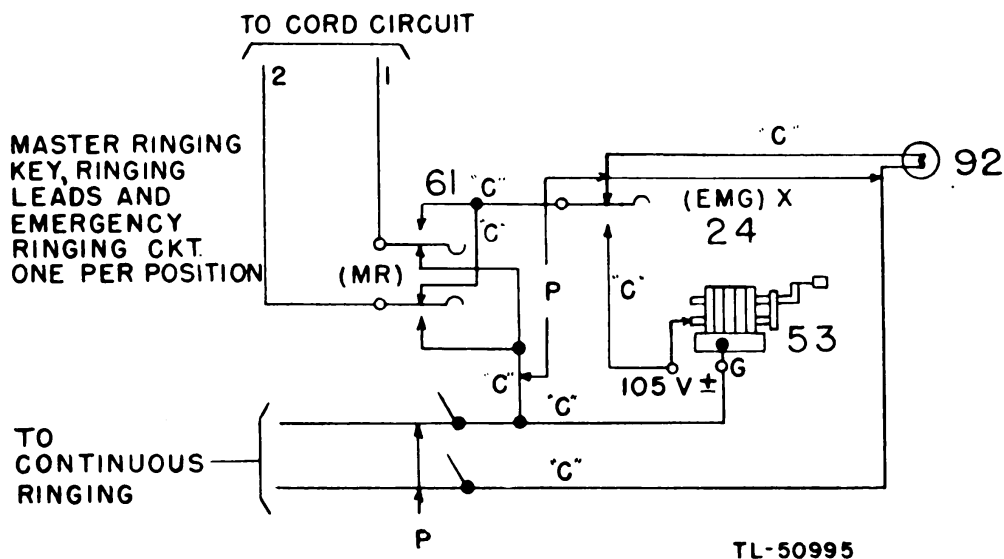 TO CORD CIRCUIT
2
1
MASTER RINGING
KEY, RINGING
LEADS AND
EMERGENCY
RINGING CKT.
ONE PER POSITION
61
"C"
"C"
(MR)
"C"
92
(EMG) X
24
P
"C"
53
105 V ±
G
"C"
"C"
TO
CONTINUOUS
RINGING
"C"
P
TL-50995